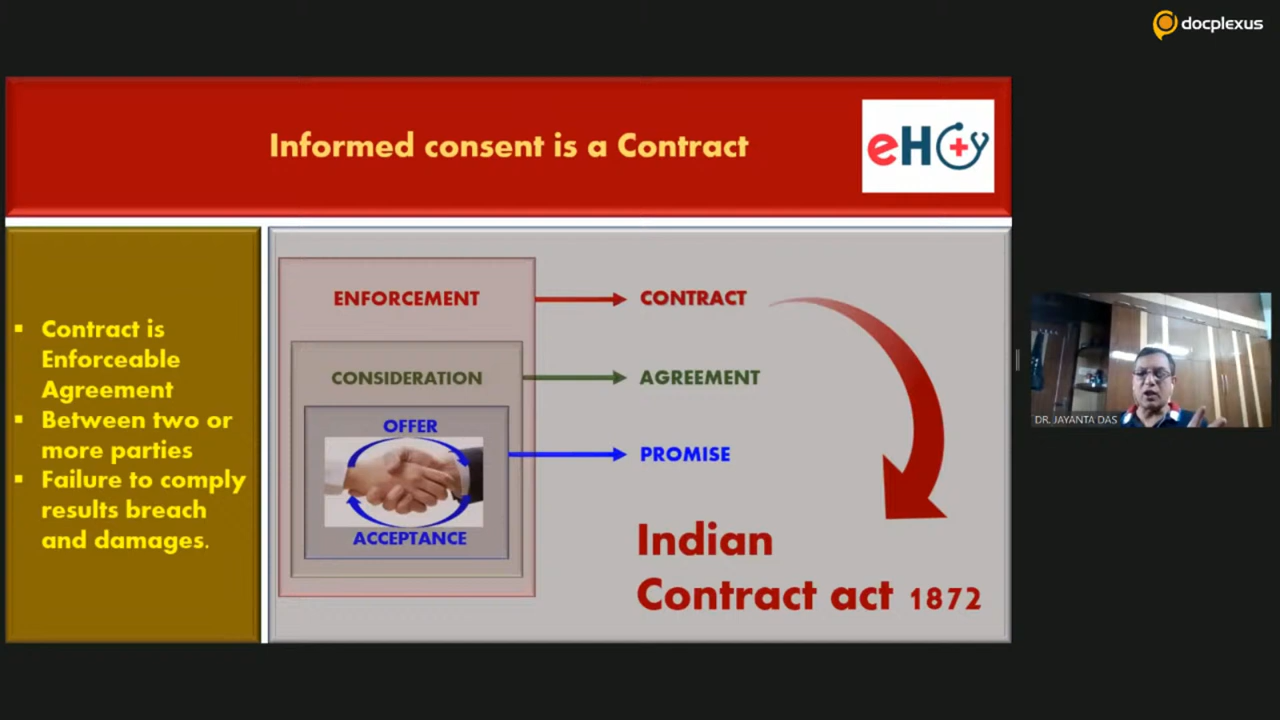 docplexus
Informed consent is a Contract
eH
▪ Contract is
Enforceable
Agreement
▪ Between two or
more parties
▪ Failure to comply
results breach
and damages.
ENFORCEMENT
CONTRACT
CONSIDERATION
AGREEMENT
OFFER
PROMISE
ACCEPTANCE
Indian
Contract act 1872
DR. JAYANTA DAS